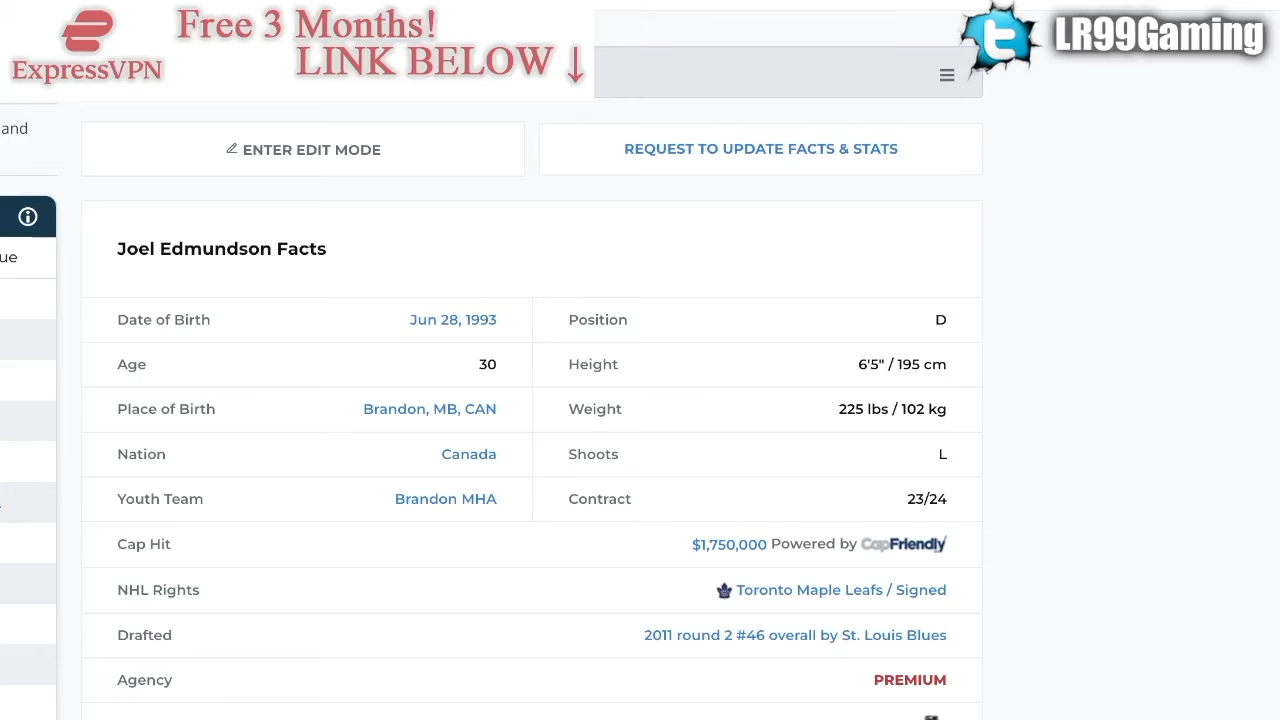 ExpressVPN
Free 3 Months!
LINK BELOW ↓
LR99Gaming
and
ENTER EDIT MODE
REQUEST TO UPDATE FACTS & STATS
ue
Joel Edmundson Facts
Date of Birth Jun 28, 1993 Position D
Age 30 Height 6'5" / 195 cm
Place of Birth Brandon, MB, CAN Weight 225 lbs / 102 kg
Nation Canada Shoots L
Youth Team Brandon MHA Contract 23/24
Cap Hit $1,750,000 Powered by CapFriendly
NHL Rights Toronto Maple Leafs / Signed
Drafted 2011 round 2 #46 overall by St. Louis Blues
Agency PREMIUM